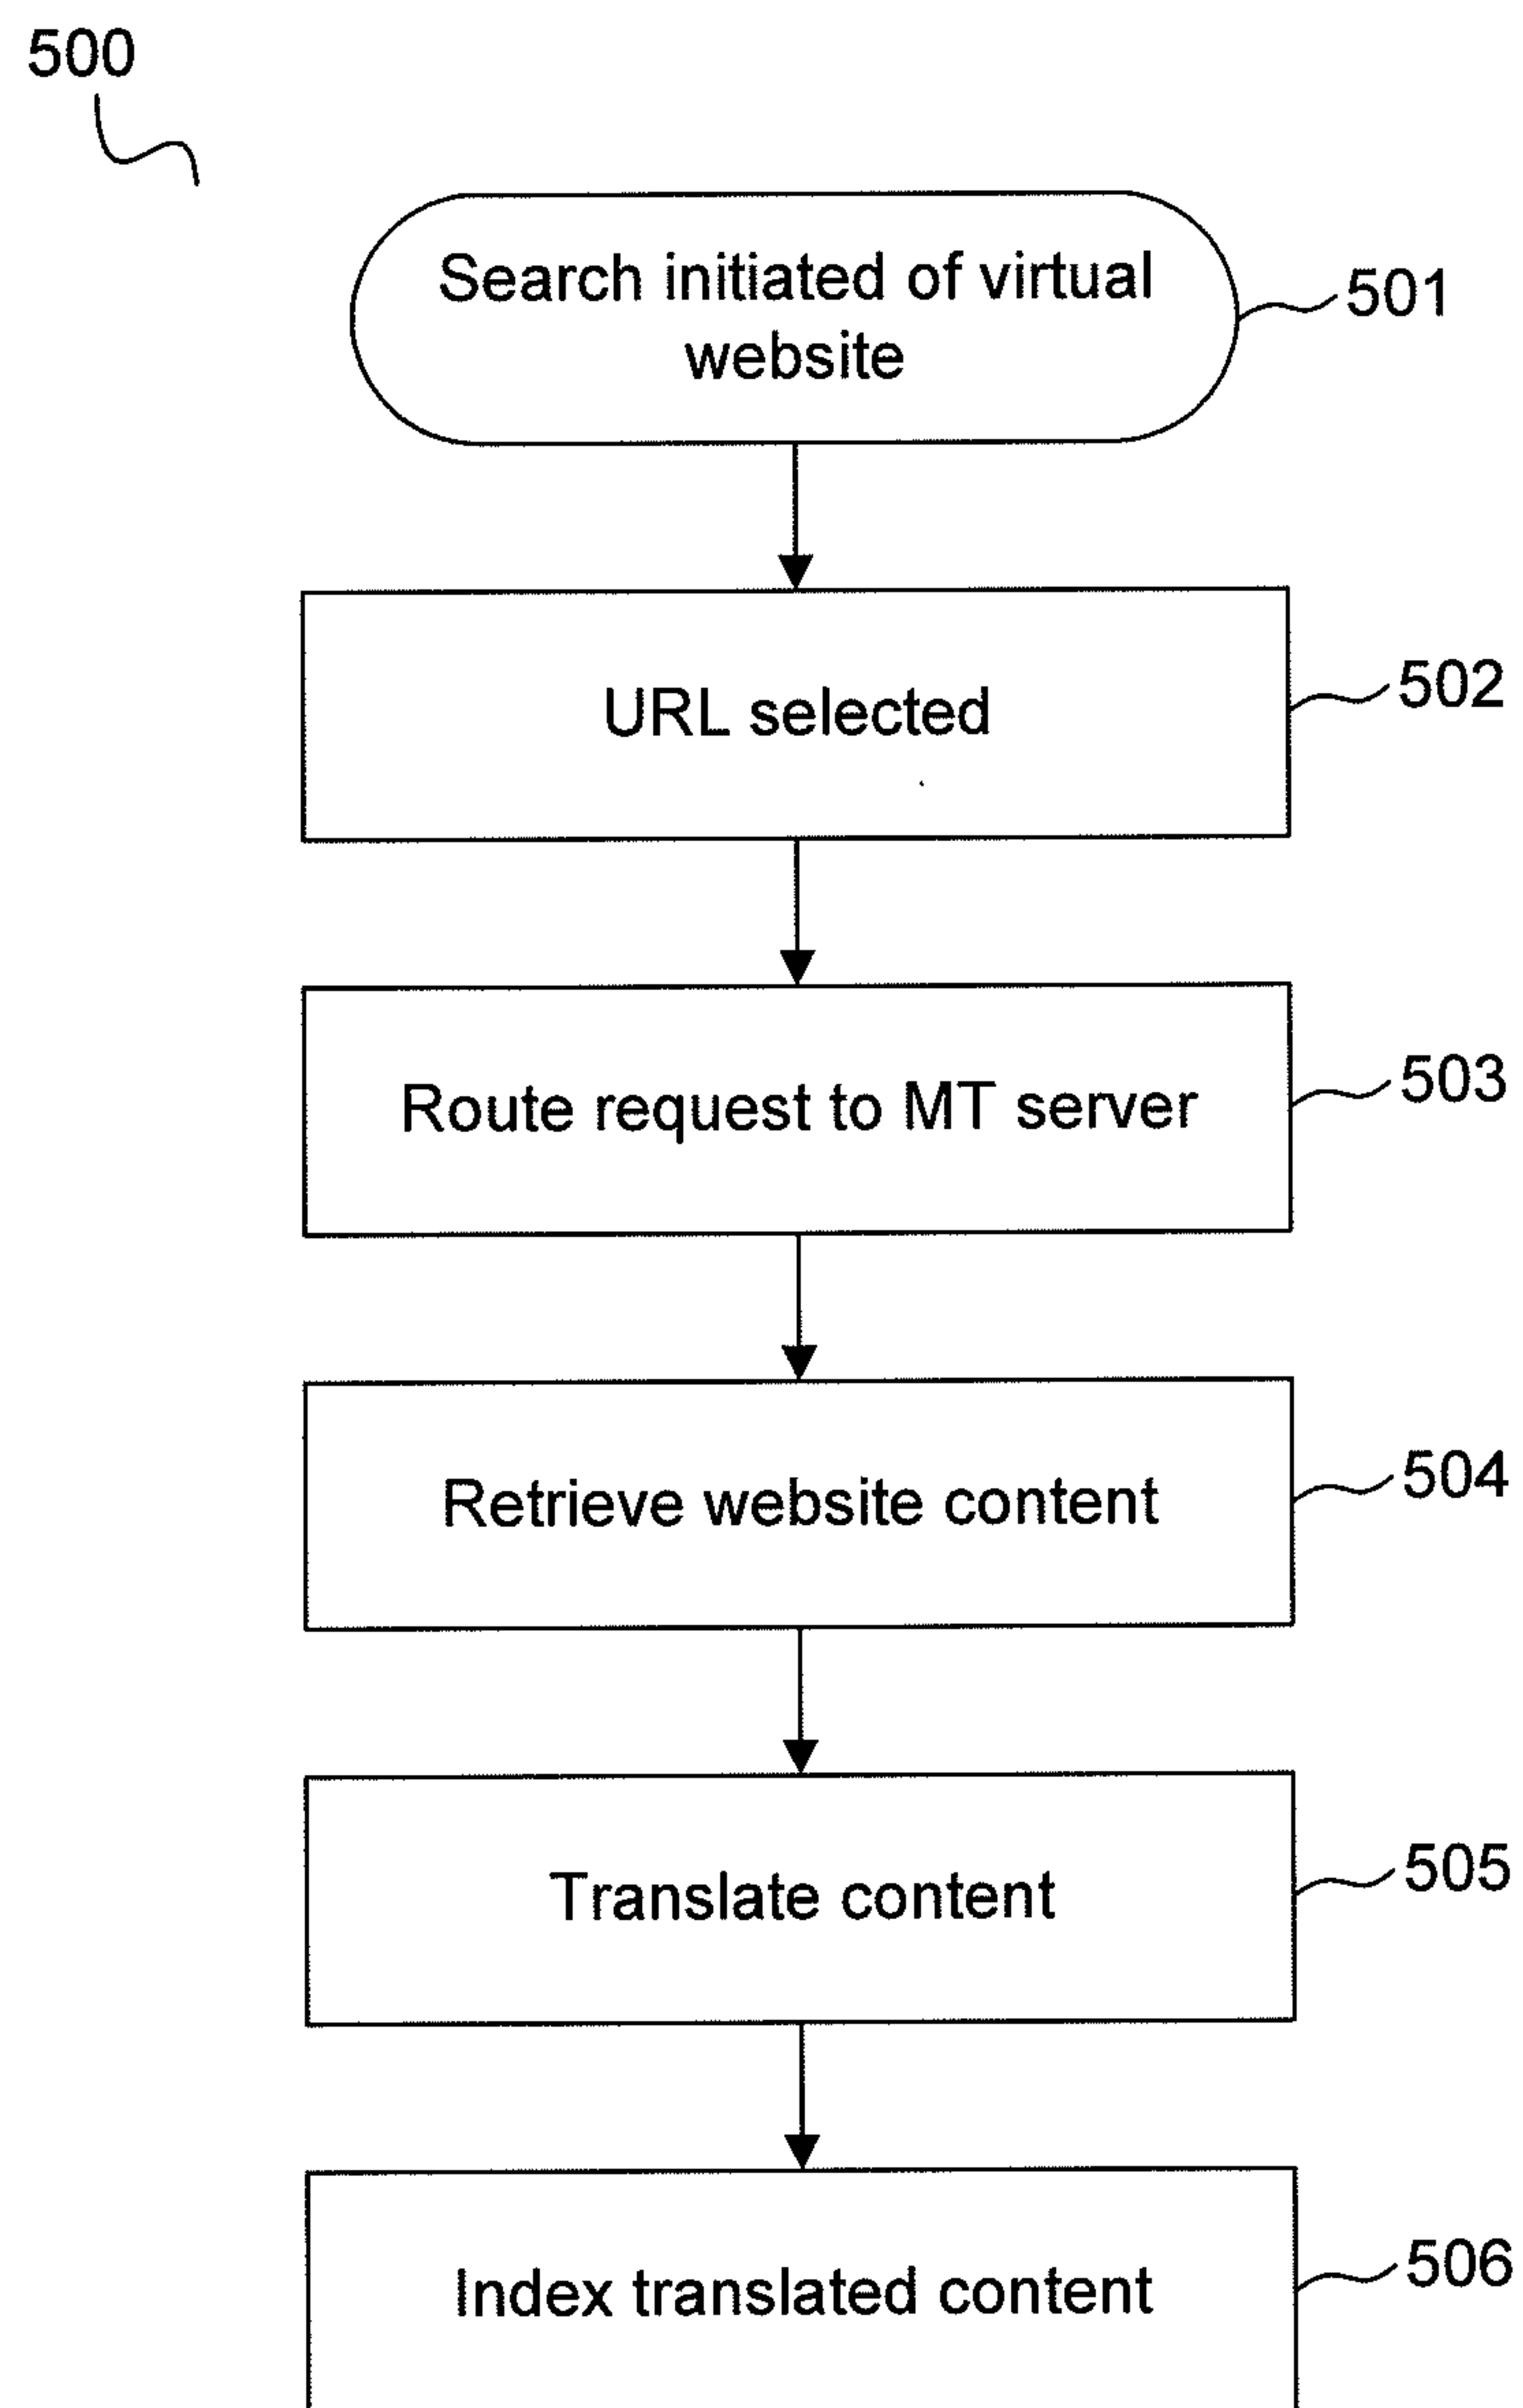 500
Search initiated of virtual
website
501
URL selected
502
Route request to MT server
503
Retrieve website content
504
Translate content
505
Index translated content
506